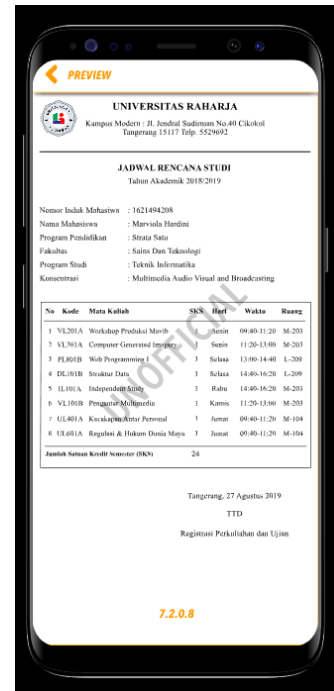 PREVIEW
UNIVERSITAS RAHARJA
Kampus Modern : Jl. Jendral Sudirman No.40 Cikokol
Tangerang 15117 Telp. 5529692
JADWAL RENCANA STUDI
Tahun Akademik 2018/2019
Nomor Induk Mahasiwa : 1621494208
Nama Mahasiswa : Marviola Hardini
Program Pendidikan : Strata Satu
Fakultas : Sains Dan Teknologi
Program Studi : Teknik Informatika
Konsentrasi : Multimedia Audio Visual and Broadcasting
No Kode Mata Kuliah SKS Hari Waktu Ruang
1 VL201A Workshop Produksi Mavib Senin 09:40-11:20 M-203
2 VL361A Computer Generated Imagery Senin 11:20-13:00 M-203
3 PL801B Web Programming I 3 Selasa 13:00-14:40 L-209
4 DL101B Struktur Data 3 Selasa 14:40-16:20 L-209
5 IL101A Independent Study 3 Rabu 14:40-16:20 M-203
6 VL101B Pengantar Multimedia 3 Kamis 11:20-13:00 M-203
7 UL401A Kecakapan Antar Personal 3 Jumat 09:40-11:20 M-104
8 UL601A Regulasi & Hukum Dunia Maya 3 Jumat 09:40-11:20 M-104
Jumlah Satuan Kredit Semester (SKS) 24
UNOFFICIAL
Tangerang, 27 Agustus 2019
TTD
Registrasi Perkuliahan dan Ujian
7.2.0.8